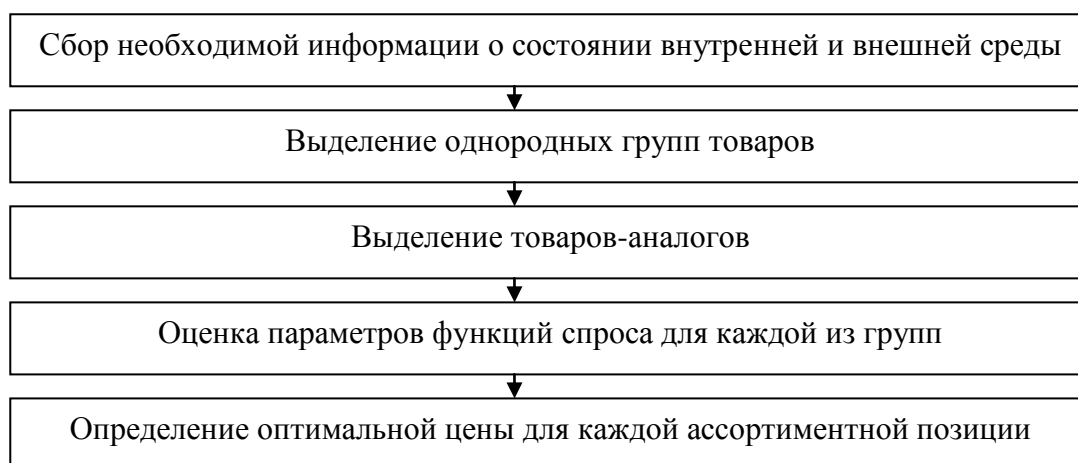 Сбор необходимой информации о состоянии внутренней и внешней среды
Выделение однородных групп товаров
Выделение товаров-аналогов
Оценка параметров функций спроса для каждой из групп
Определение оптимальной цены для каждой ассортиментной позиции